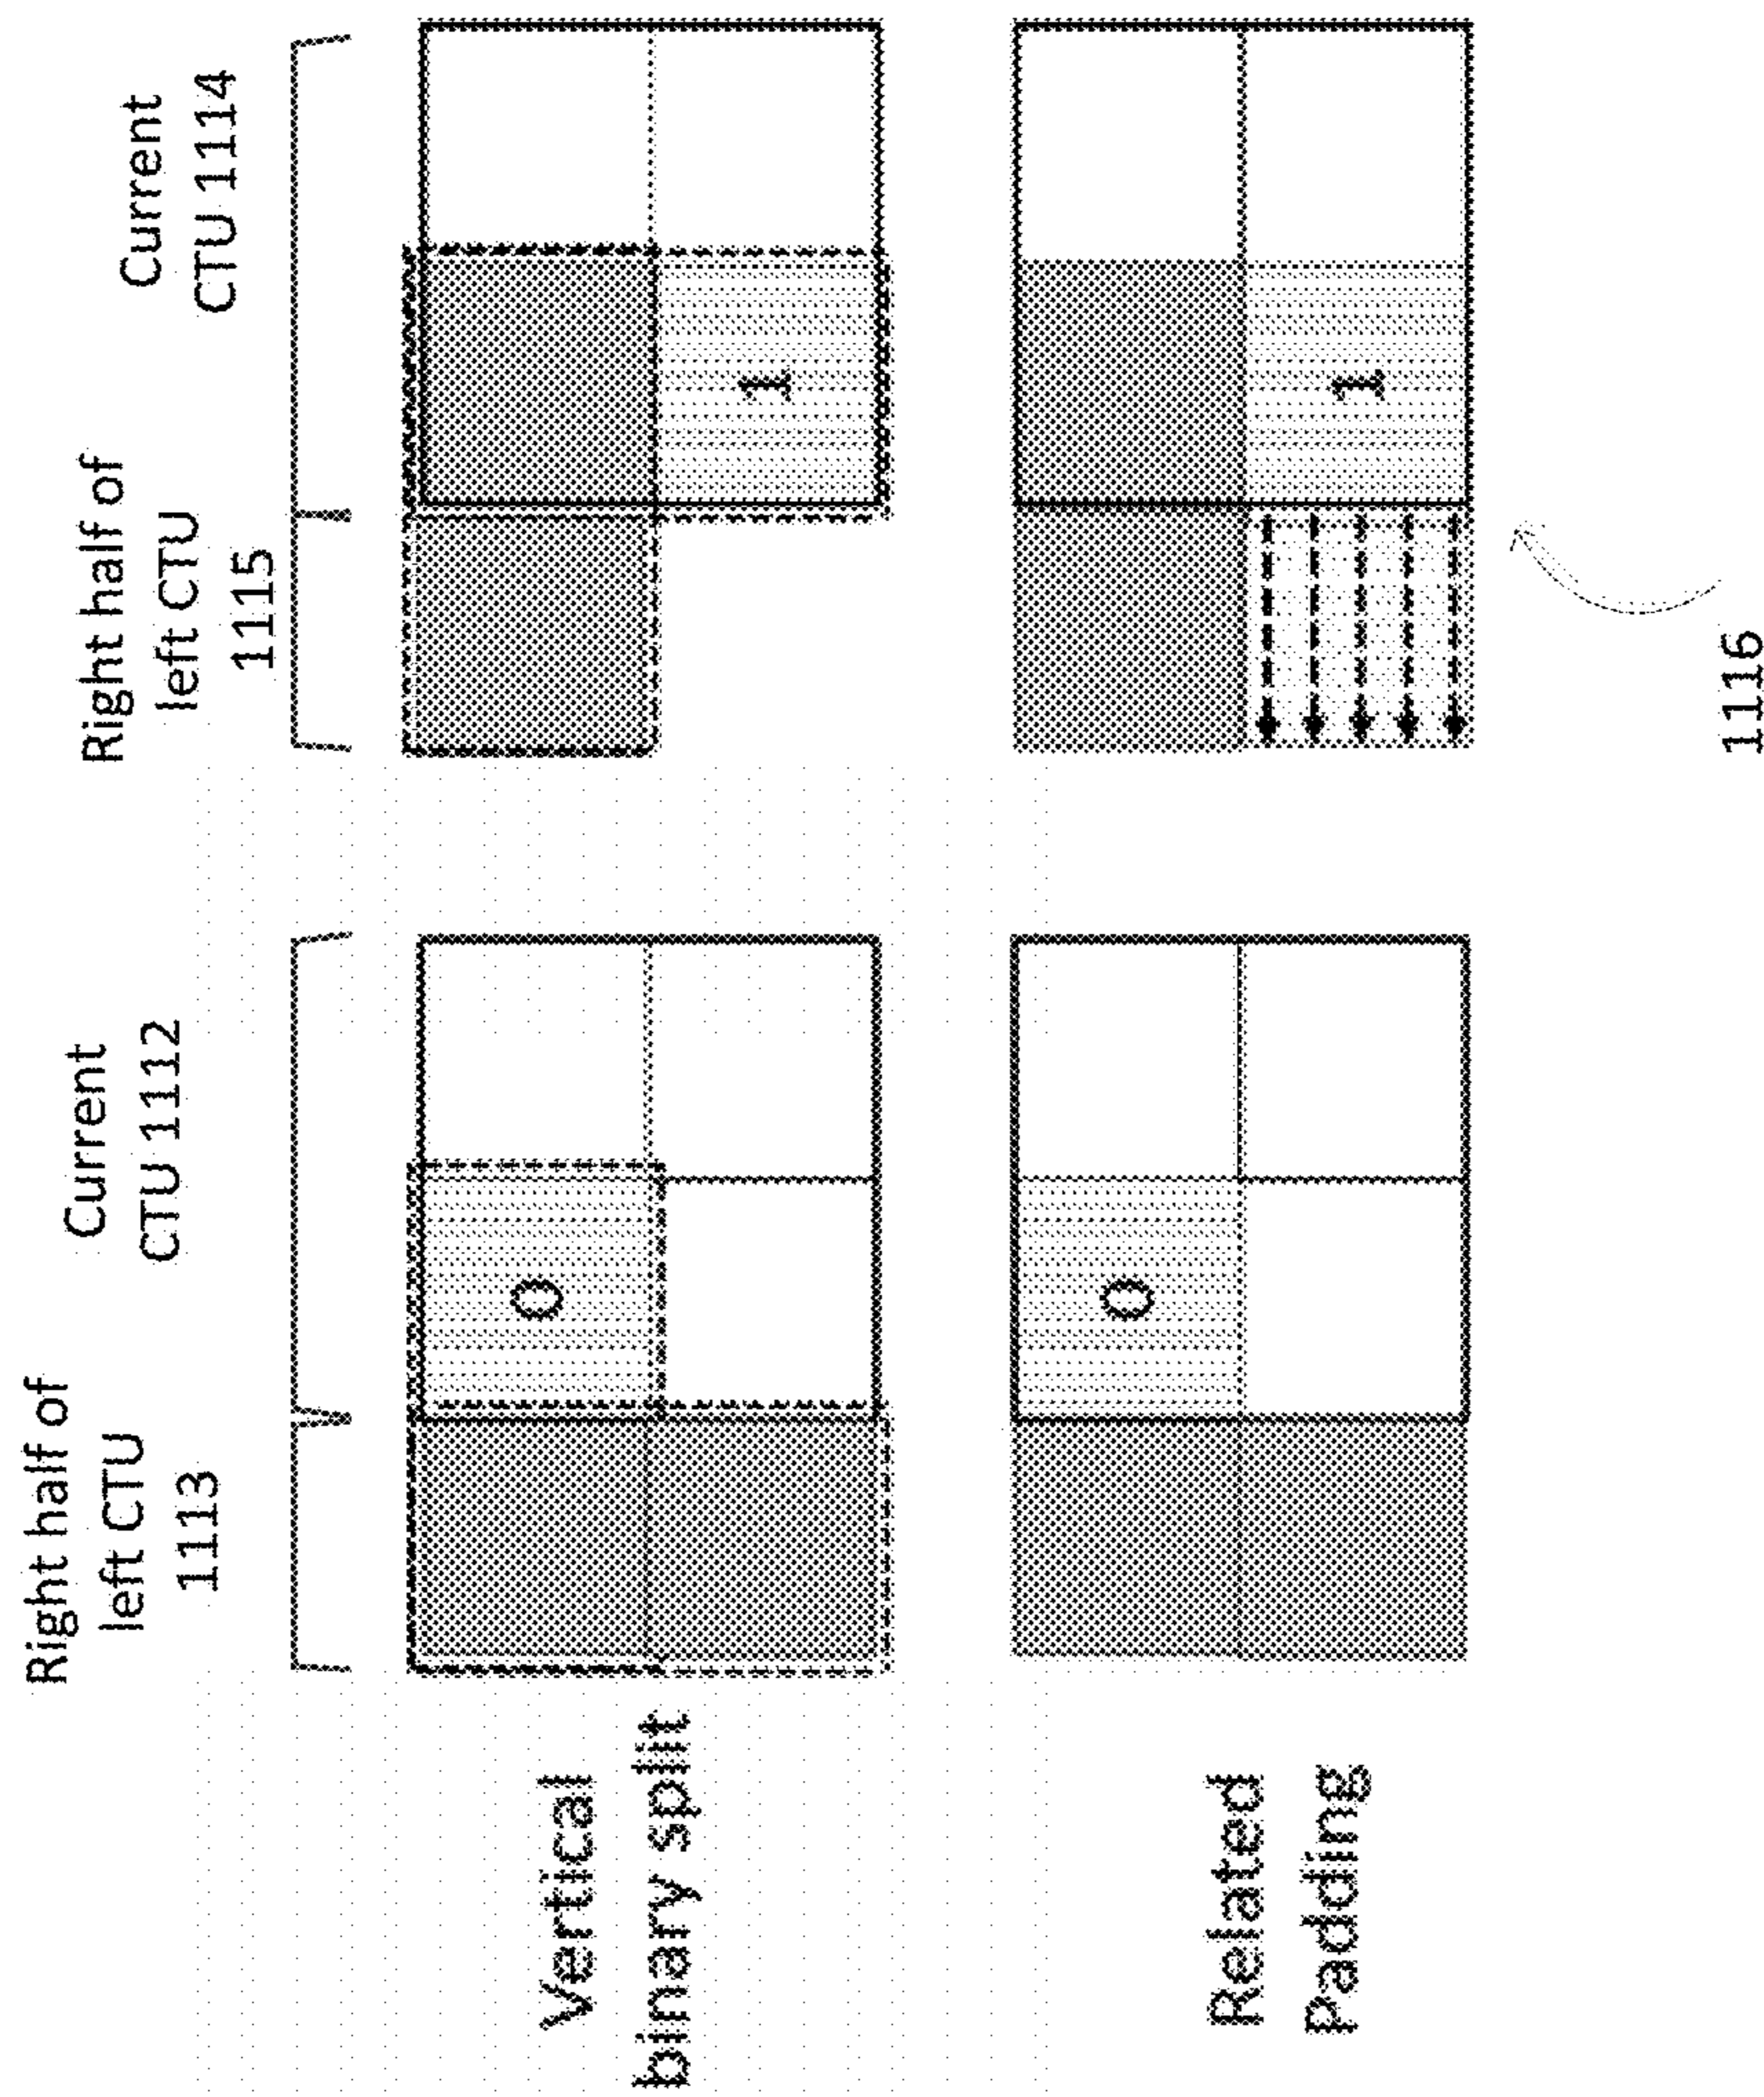 Right half of
left CTU
1113
Current
CTU 1112
Right half of
left CTU
1115
Current
CTU 1114
Vertical
binary split
0
1
Related
Padding
0
1
1116